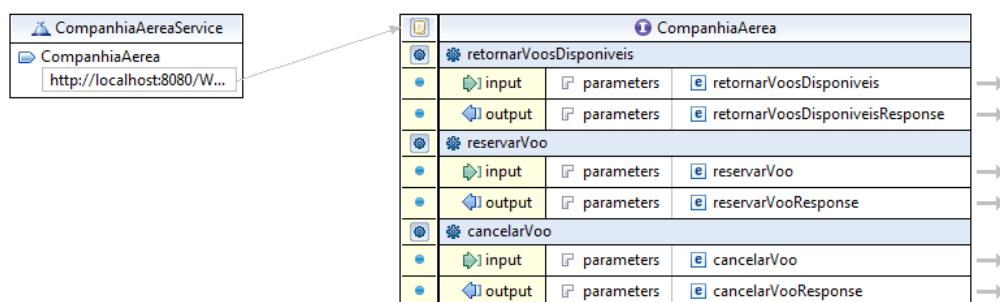 CompanhiaAereaService
CompanhiaAerea
http://localhost:8080/W...
CompanhiaAerea
retornarVoosDisponiveis
input parameters retornarVoosDisponiveis
output parameters retornarVoosDisponiveisResponse
reservarVoo
input parameters reservarVoo
output parameters reservarVooResponse
cancelarVoo
input parameters cancelarVoo
output parameters cancelarVooResponse